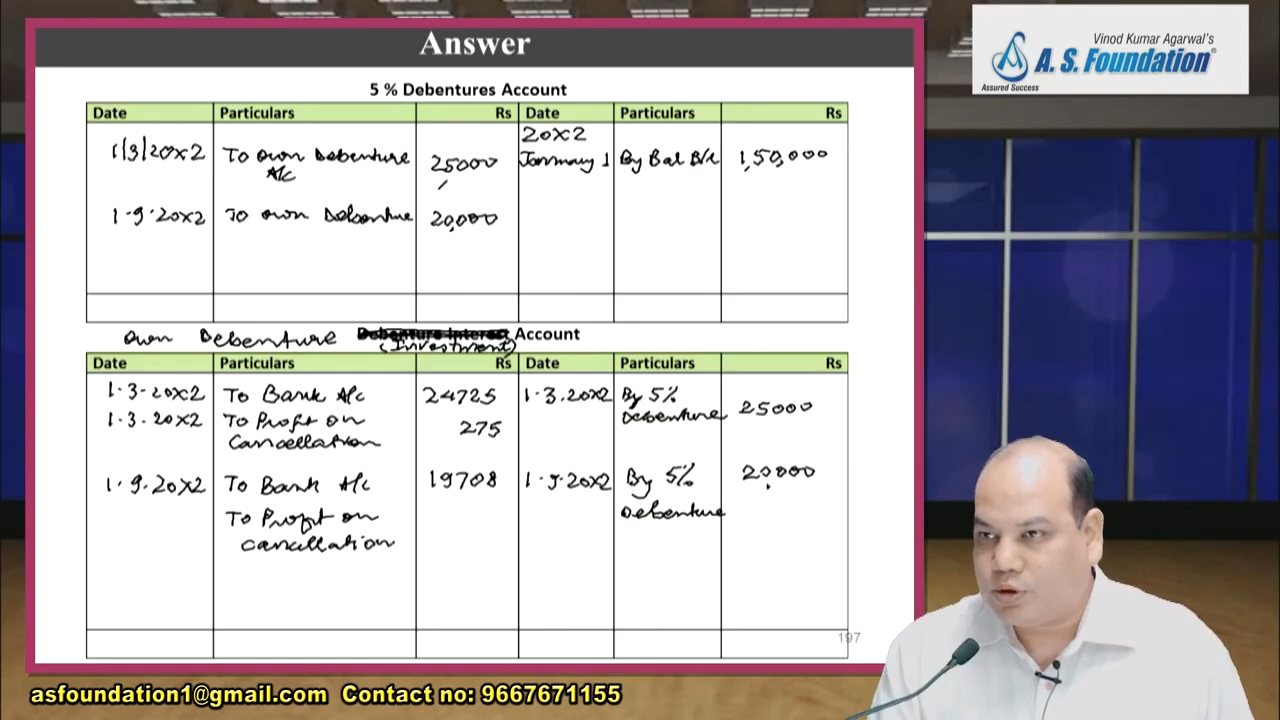 Answer
Vinod Kumar Agarwal's
A. S. Foundation®
Assured Success
5 % Debentures Account
Date Particulars Rs Date Particulars Rs
20X2
1/3/20X2 To Own Debenture A/c 25000 January 1 By Bal B/d 1,50,000
1.9.20X2 To Own Debenture 20,000
Own Debenture Debenture Interest Account
(Investment)
Date Particulars Rs Date Particulars Rs
1.3.20X2 To Bank A/c 24725 1.3.20X2 By 5% Debenture 25000
1.3.20X2 To Profit on Cancellation 275
1.9.20X2 To Bank A/c 19708 1.9.20X2 By 5% Debenture 20,000
To Profit on cancellation
197
asfoundation1@gmail.com Contact no: 9667671155